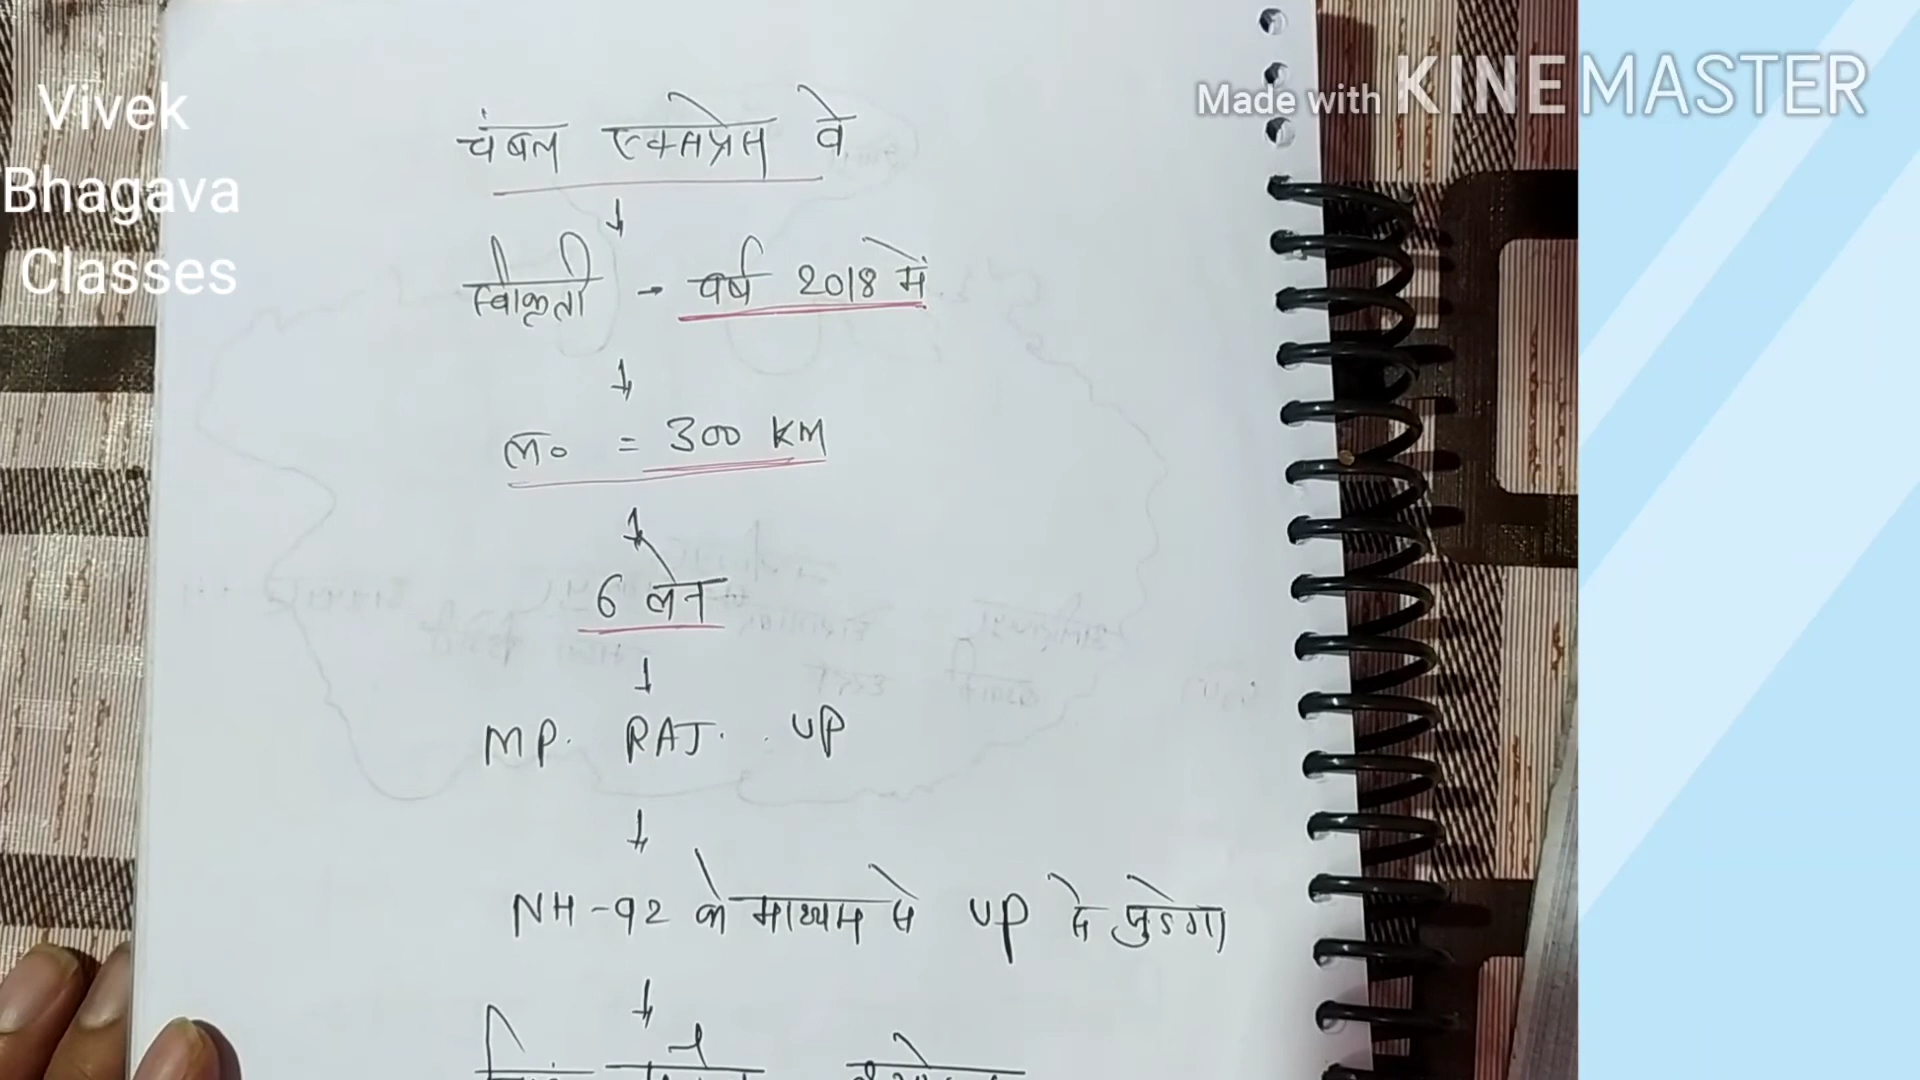 Vivek
Bhagava
Classes
Made with KINEMASTER
चंबल एक्सप्रेस वे
स्वीकृती - वर्ष 2018 में
ल० = 300 KM
6 लेन
MP. RAJ. UP
NH-92 के माध्यम से UP से जुडेगा